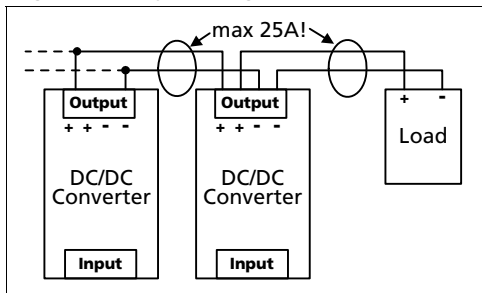 max 25A!
Output
Output
+ + - -
+ + - -
+ -
Load
DC/DC
Converter
DC/DC
Converter
Input
Input